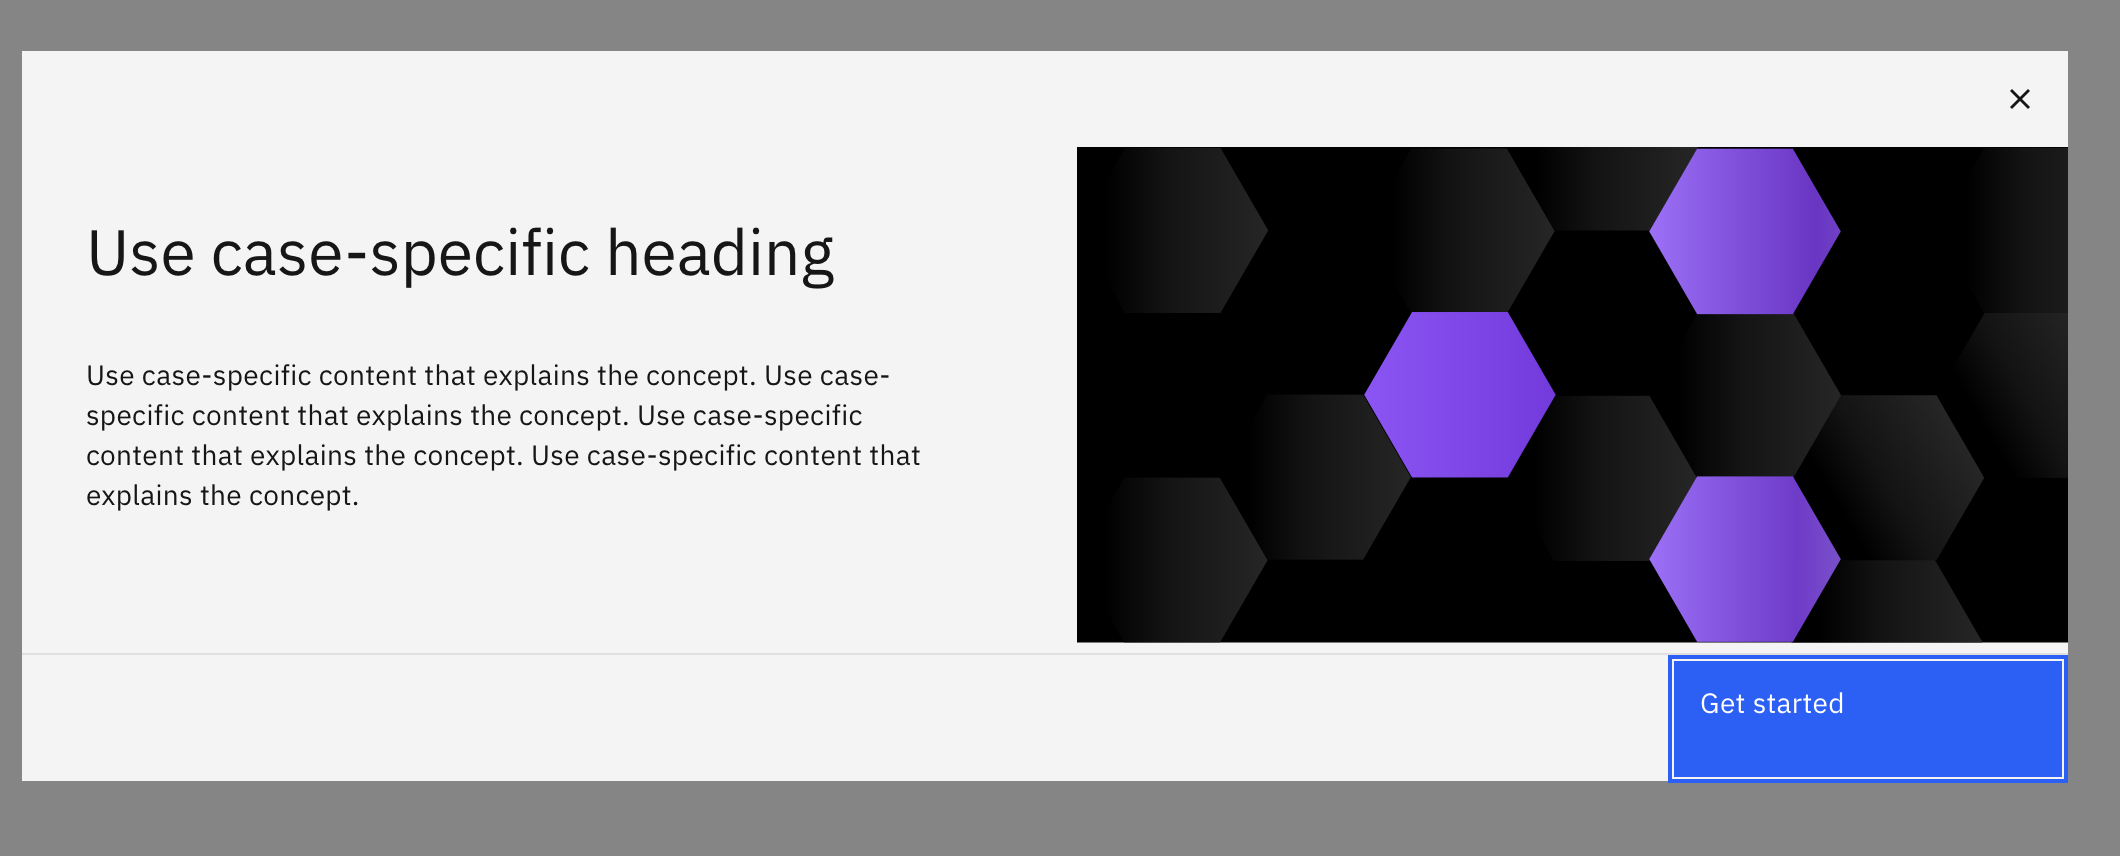 Use case-specific heading
Use case-specific content that explains the concept. Use case-
specific content that explains the concept. Use case-specific
content that explains the concept. Use case-specific content that
explains the concept.
Get started